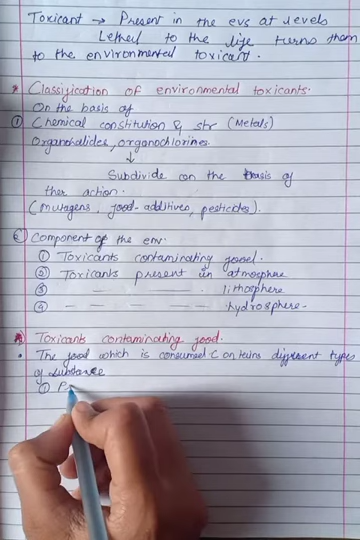 Toxicant → Present in the evs at levels
Lethal to the life turns them
to the environmental toxicant.
* Classification of environmental toxicants.
On the basis of
① Chemical constitution & str (Metals)
Organohalides, organochlorines.
↓
Subdivide on the basis of
ther action.
(Mutagens, food-additives, pesticides).
② Component of the env.
① Toxicants contaminating food.
② Toxicants present in atmosphere
③ — — — lithosphere
④ — — — hydrosphere-
* Toxicants contaminating food.
• The food which is consumed contains different types
of substance
① P